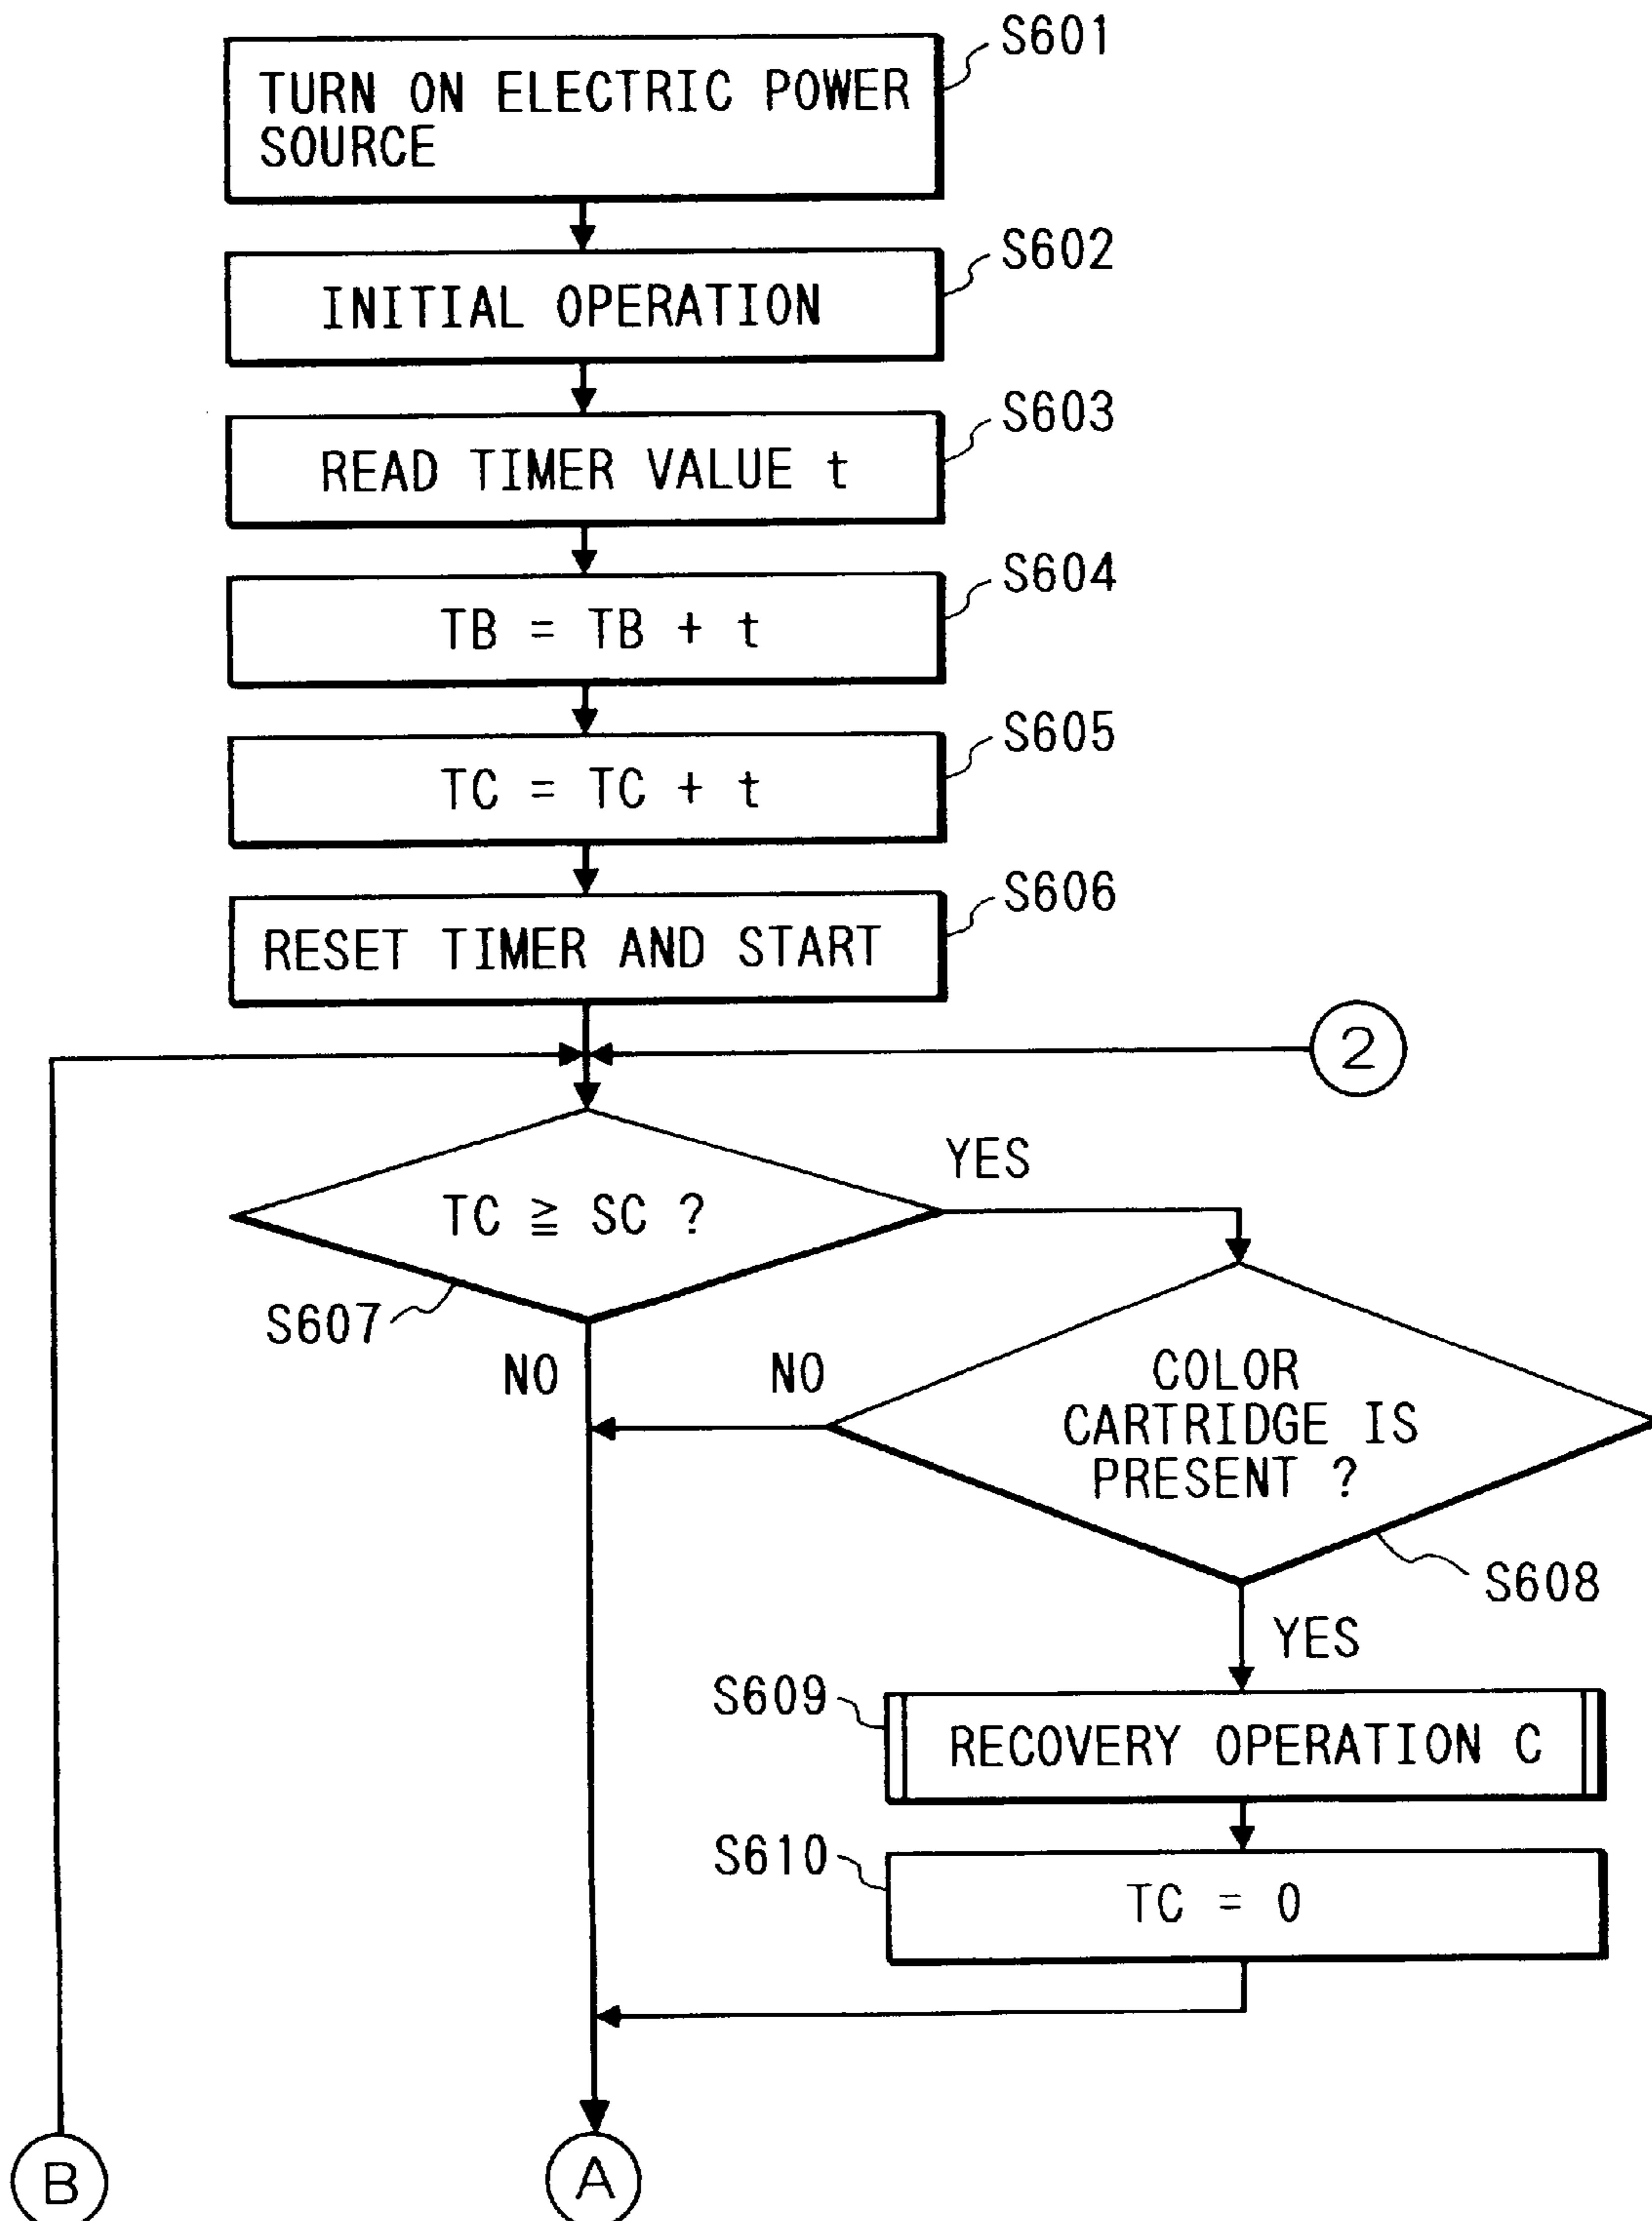 S601
TURN ON ELECTRIC POWER
SOURCE
S602
INITIAL OPERATION
S603
READ TIMER VALUE t
S604
TB = TB + t
S605
TC = TC + t
S606
RESET TIMER AND START
2
TC ≧ SC ?
YES
S607
NO
NO
COLOR
CARTRIDGE IS
PRESENT ?
S608
YES
S609
RECOVERY OPERATION C
S610
TC = 0
B
A